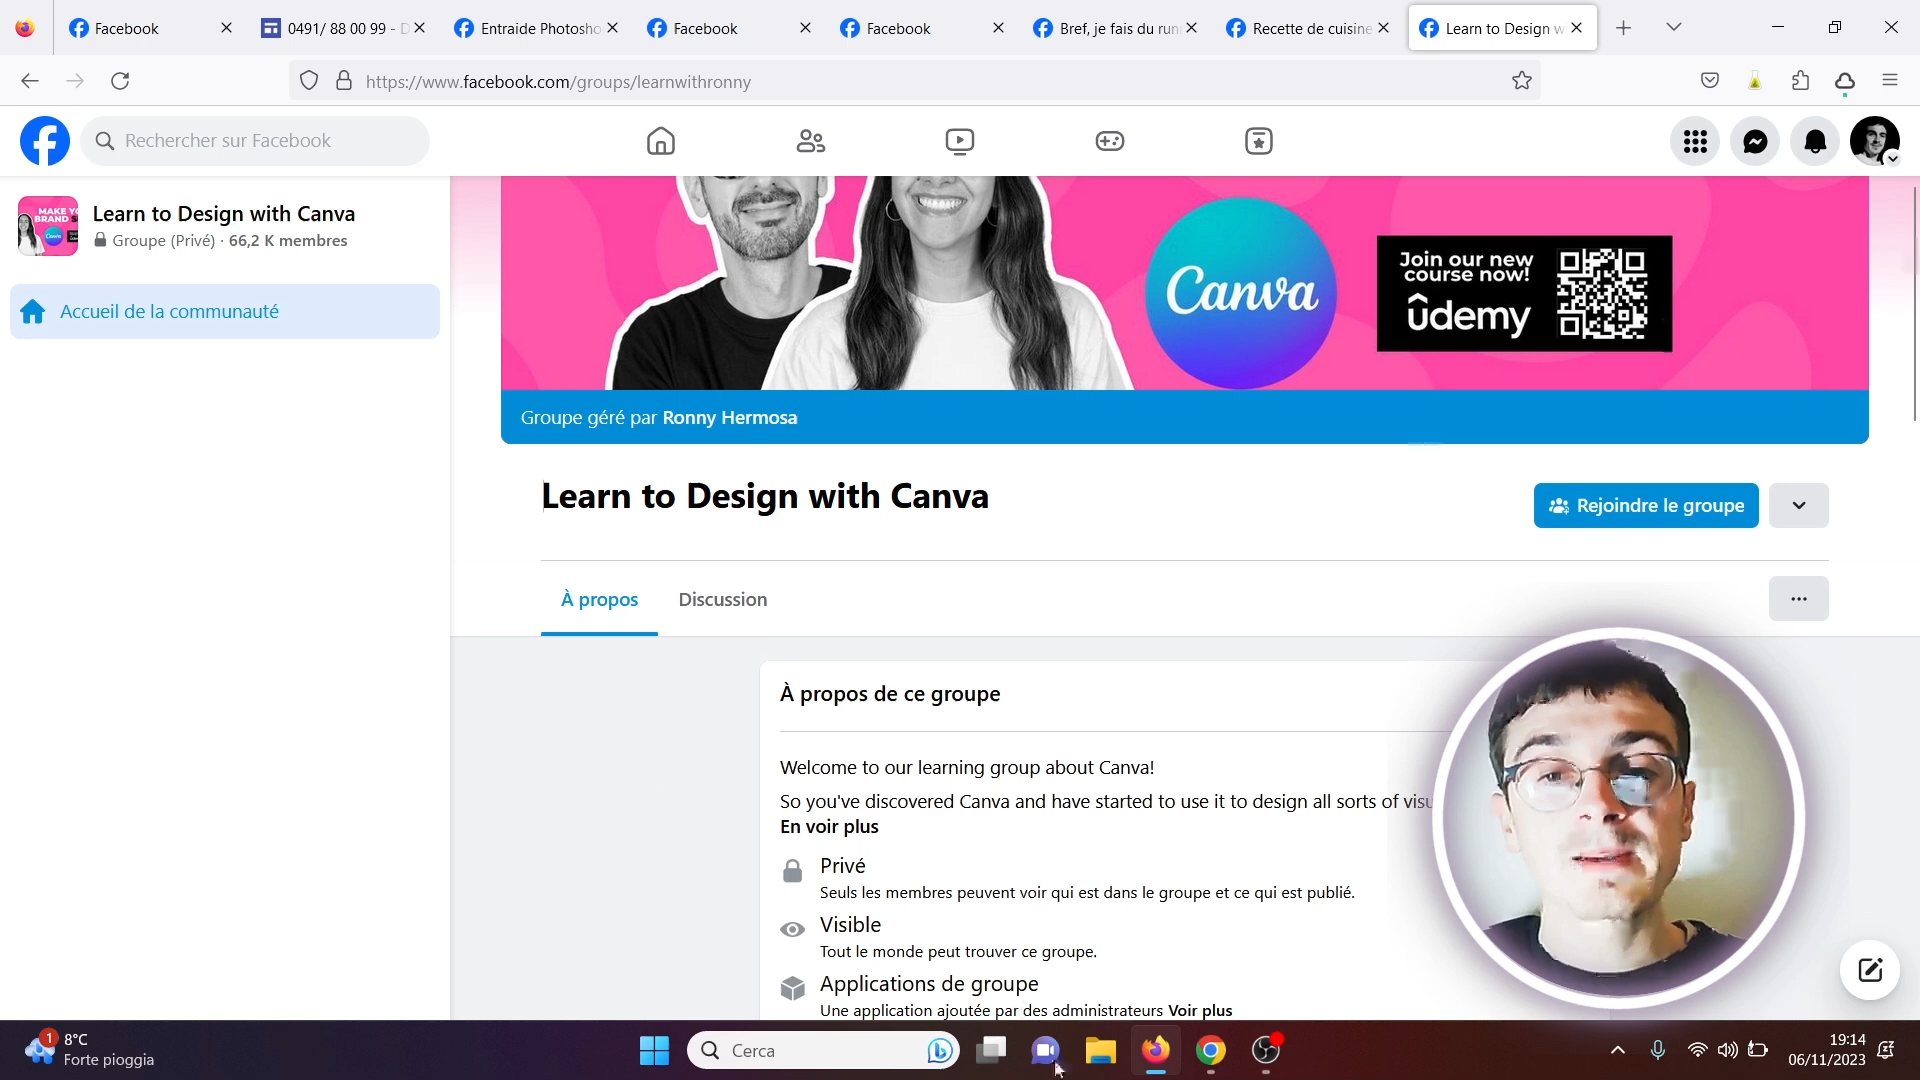 Facebook
0491/ 88 00 99 - D
Entraide Photosho
Facebook
Facebook
Bref, je fais du run
Recette de cuisine
Learn to Design w
https://www.facebook.com/groups/learnwithronny
Rechercher sur Facebook
MAKE YO
BRAND S
Learn to Design with Canva
Groupe (Privé) · 66,2 K membres
Accueil de la communauté
Canva
Join our new
course now!
ûdemy
Groupe géré par Ronny Hermosa
Learn to Design with Canva
Rejoindre le groupe
À propos
Discussion
À propos de ce groupe
Welcome to our learning group about Canva!
So you've discovered Canva and have started to use it to design all sorts of visu
En voir plus
Privé
Seuls les membres peuvent voir qui est dans le groupe et ce qui est publié.
Visible
Tout le monde peut trouver ce groupe.
Applications de groupe
Une application ajoutée par des administrateurs Voir plus
1
8°C
Forte pioggia
Cerca
19:14
06/11/2023